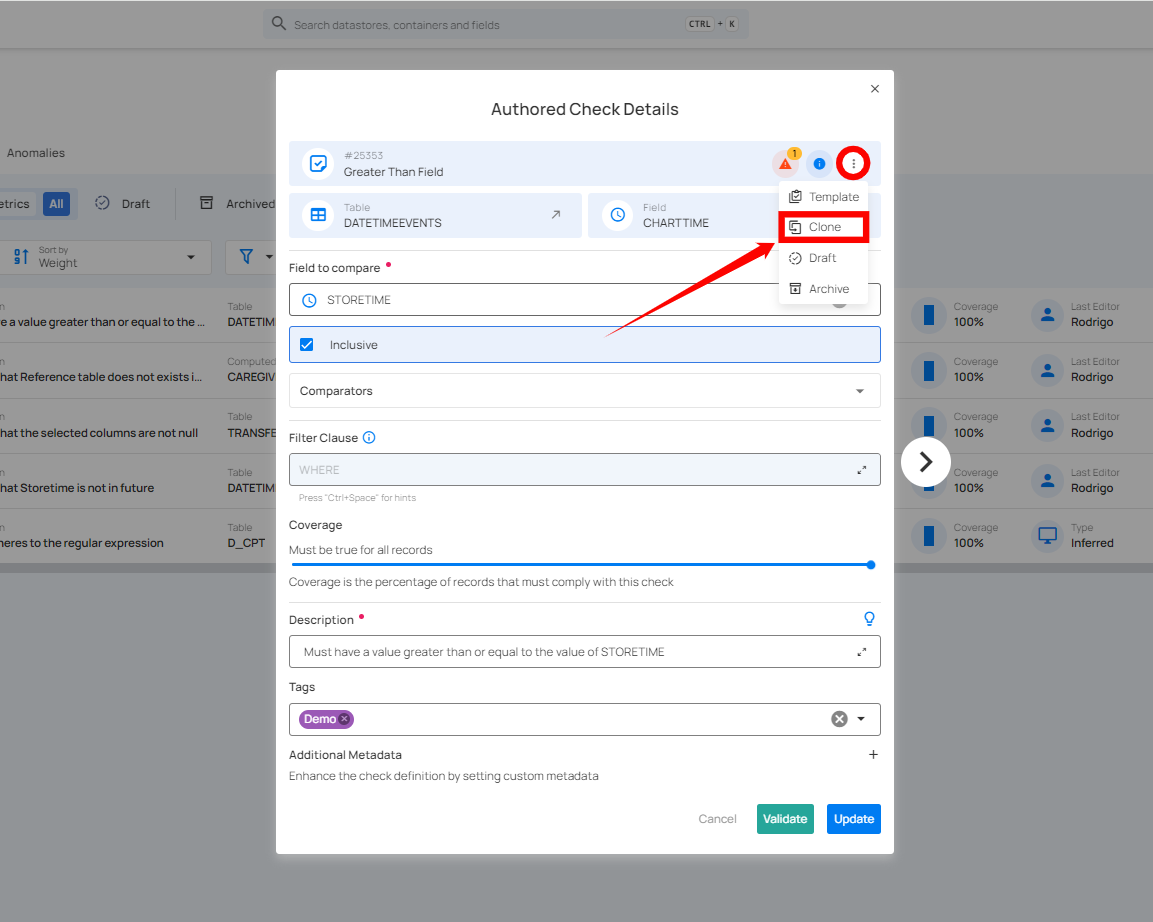 Search datastores, containers and fields CTRL + K
Authored Check Details
Anomalies
#25353
Greater Than Field
1
Template
Clone
Draft
Archive
Table
DATETIMEEVENTS
Field
CHARTTIME
etrics All Draft Archived
Sort by
Weight
Field to compare
STORETIME
Inclusive
Comparators
Filter Clause
WHERE
Press "Ctrl+Space" for hints
Coverage
Must be true for all records
Coverage is the percentage of records that must comply with this check
Description
Must have a value greater than or equal to the value of STORETIME
Tags
Demo
Additional Metadata
Enhance the check definition by setting custom metadata
Cancel Validate Update
n Table Coverage Last Editor
e a value greater than or equal to the ... DATETIM 100% Rodrigo
n Computed Coverage Last Editor
hat Reference table does not exists i... CAREGIV 100% Rodrigo
n Table Coverage Last Editor
hat the selected columns are not null TRANSFE 100% Rodrigo
n Table Coverage Last Editor
hat Storetime is not in future DATETIM 100% Rodrigo
n Table Coverage Type
heres to the regular expression D_CPT 100% Inferred